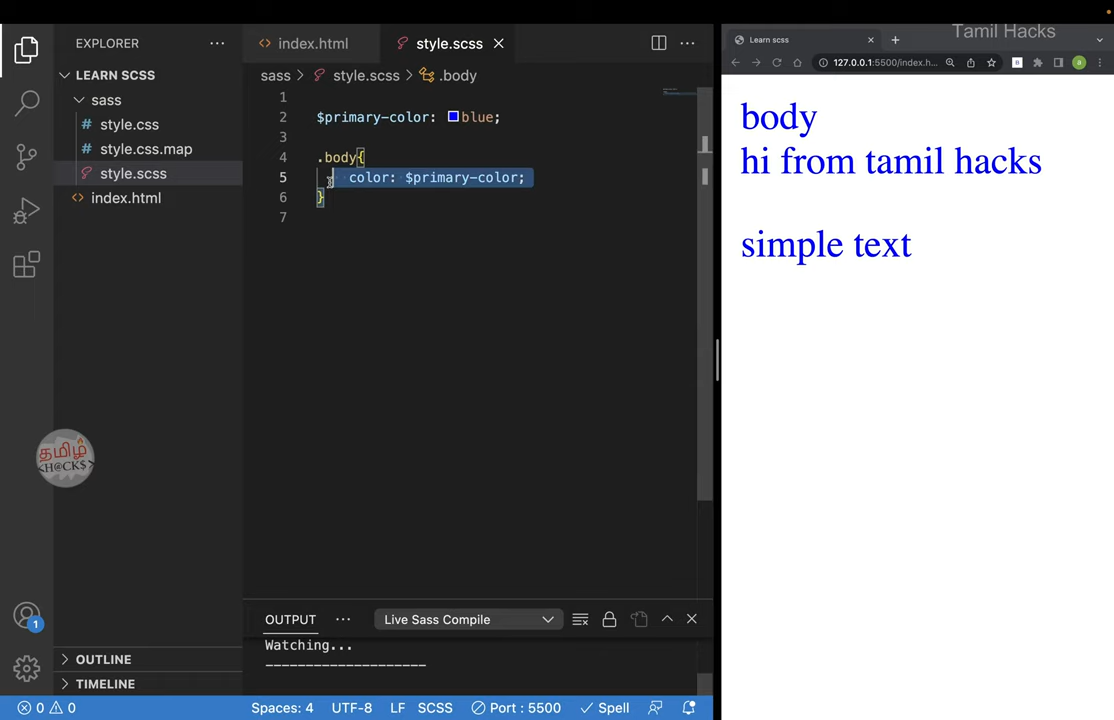 EXPLORER
LEARN SCSS
sass
style.css
style.css.map
style.scss
index.html
OUTLINE
TIMELINE
தமிழ்
<H@CK$>
1
index.html
style.scss
sass > style.scss > .body
1
2 $primary-color: blue;
3
4 .body{
5 color: $primary-color;
6 }
7
OUTPUT
Live Sass Compile
Watching...
--------------------
0 0
Spaces: 4
UTF-8
LF
SCSS
Port : 5500
Spell
Tamil Hacks
Learn scss
127.0.0.1:5500/index.h...
B
a
body
hi from tamil hacks
simple text